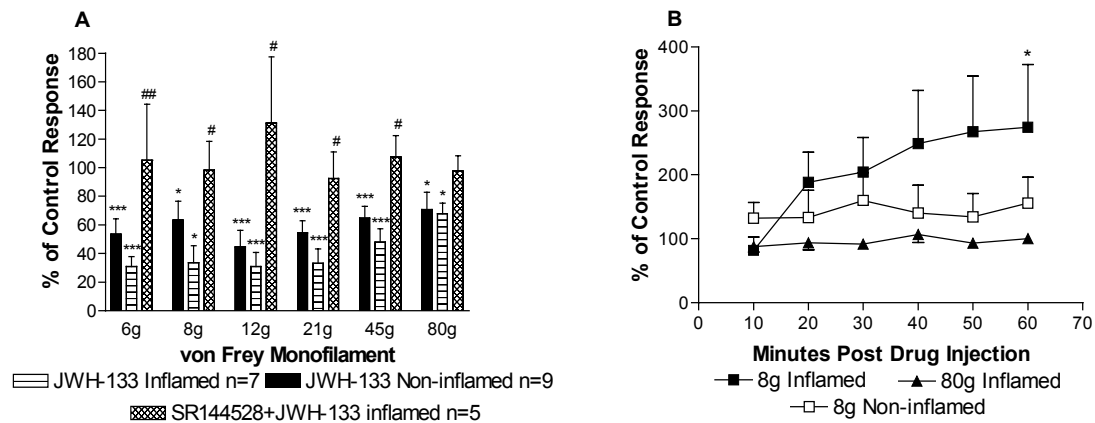 A
% of Control Response
180
160
140
120
100
80
60
40
20
0
***
***
##
*
*
#
***
***
#
***
***
#
***
***
#
*
*
6g
8g
12g
21g
45g
80g
von Frey Monofilament
JWH-133 Inflamed n=7
JWH-133 Non-inflamed n=9
SR144528+JWH-133 inflamed n=5
B
% of Control Response
400
300
200
100
0
*
0
10
20
30
40
50
60
70
Minutes Post Drug Injection
8g Inflamed
80g Inflamed
8g Non-inflamed